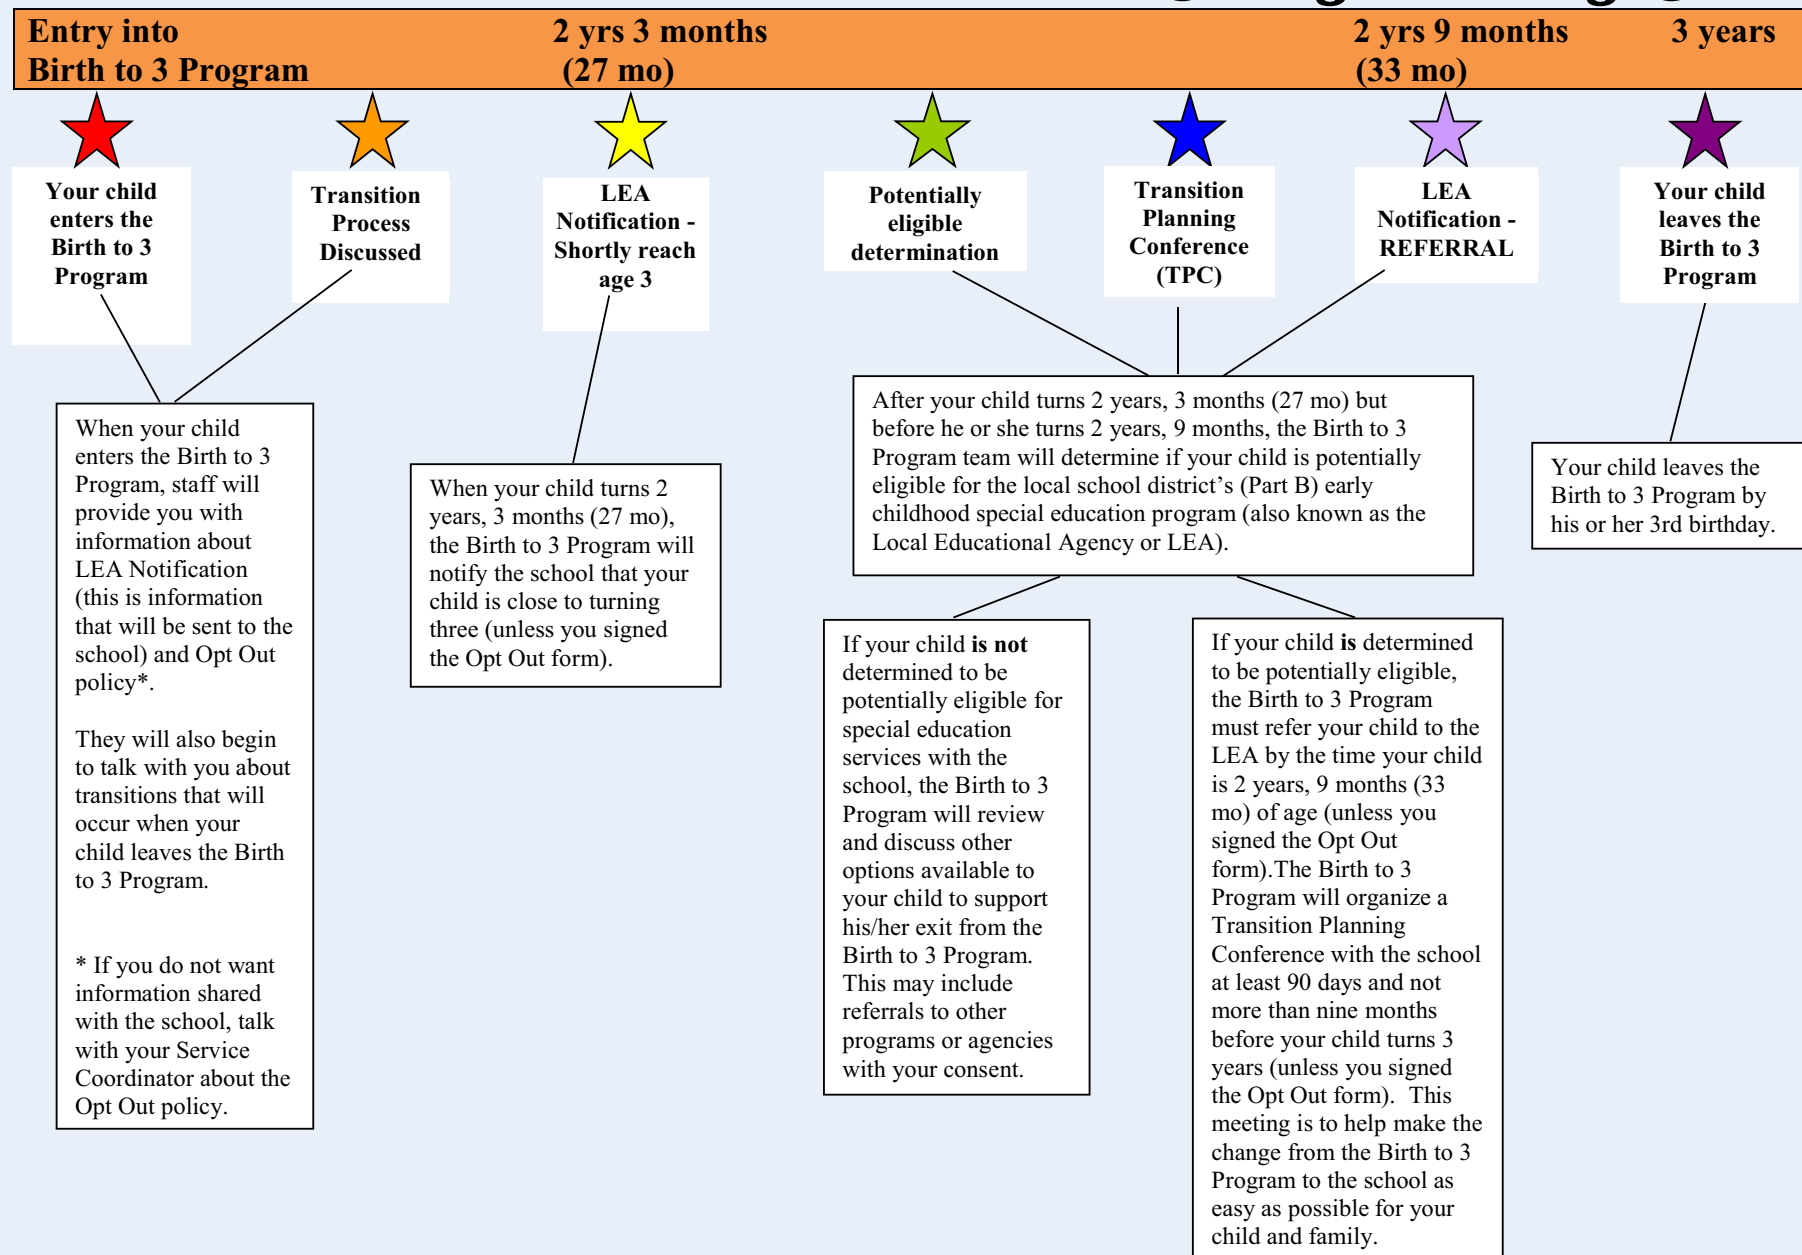 Entry into
Birth to 3 Program
2 yrs 3 months
(27 mo)
2 yrs 9 months
(33 mo)
3 years
Your child
enters the
Birth to 3
Program
Transition
Process
Discussed
LEA
Notification -
Shortly reach
age 3
Potentially
eligible
determination
Transition
Planning
Conference
(TPC)
LEA
Notification -
REFERRAL
Your child
leaves the
Birth to 3
Program
When your child
enters the Birth to 3
Program, staff will
provide you with
information about
LEA Notification
(this is information
that will be sent to the
school) and Opt Out
policy*.
They will also begin
to talk with you about
transitions that will
occur when your
child leaves the Birth
to 3 Program.
* If you do not want
information shared
with the school, talk
with your Service
Coordinator about the
Opt Out policy.
When your child turns 2
years, 3 months (27 mo),
the Birth to 3 Program will
notify the school that your
child is close to turning
three (unless you signed
the Opt Out form).
After your child turns 2 years, 3 months (27 mo) but
before he or she turns 2 years, 9 months, the Birth to 3
Program team will determine if your child is potentially
eligible for the local school district’s (Part B) early
childhood special education program (also known as the
Local Educational Agency or LEA).
If your child is not
determined to be
potentially eligible for
special education
services with the
school, the Birth to 3
Program will review
and discuss other
options available to
your child to support
his/her exit from the
Birth to 3 Program.
This may include
referrals to other
programs or agencies
with your consent.
If your child is determined
to be potentially eligible,
the Birth to 3 Program
must refer your child to the
LEA by the time your child
is 2 years, 9 months (33
mo) of age (unless you
signed the Opt Out
form).The Birth to 3
Program will organize a
Transition Planning
Conference with the school
at least 90 days and not
more than nine months
before your child turns 3
years (unless you signed
the Opt Out form).  This
meeting is to help make the
change from the Birth to 3
Program to the school as
easy as possible for your
child and family.
Your child leaves the
Birth to 3 Program by
his or her 3rd birthday.